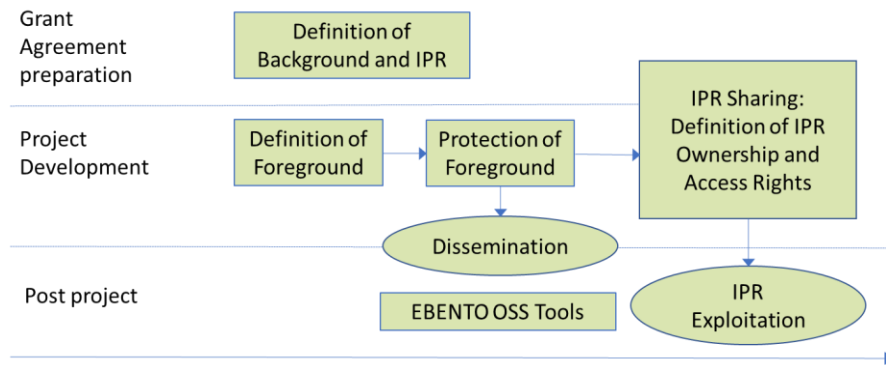 Grant
Agreement
preparation
Definition of
Background and IPR
IPR Sharing:
Definition of IPR
Ownership and
Access Rights
Project
Development
Definition of
Foreground
Protection of
Foreground
Dissemination
Post project
EBENTO OSS Tools
IPR
Exploitation